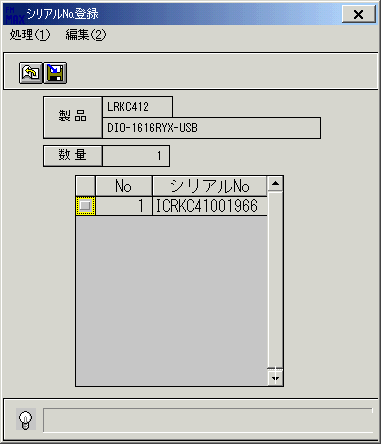 シリアルNo.登録
処理(1) 編集(2)
製品 LRKC412
DIO-1616RYX-USB
数量 1
No シリアルNo
1 ICRKC41001966